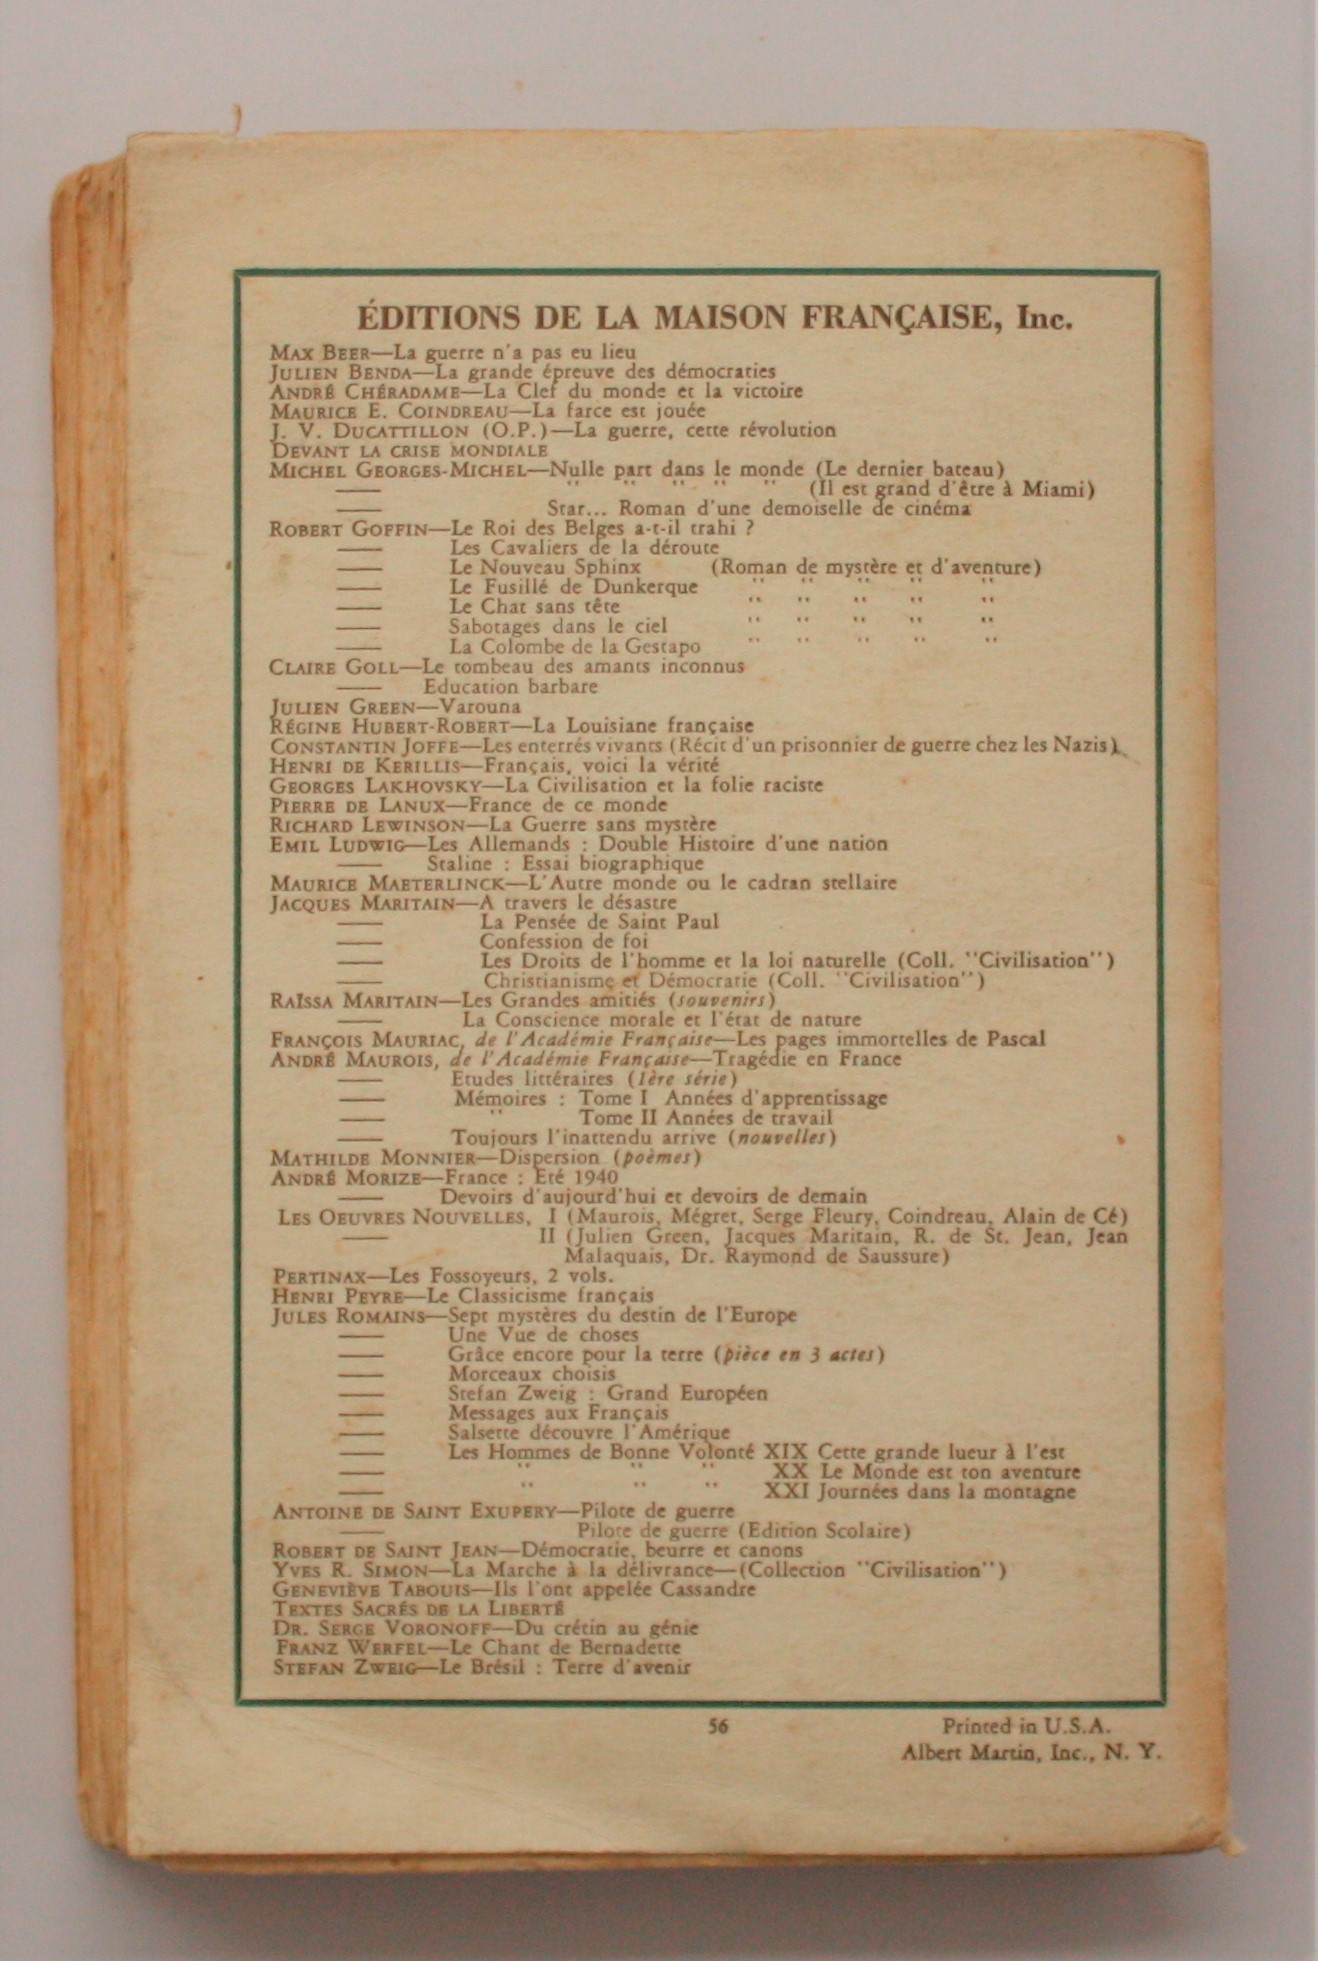 ÉDITIONS DE LA MAISON FRANÇAISE, Inc.
MAX BEER—La guerre n'a pas eu lieu
JULIEN BENDA—La grande épreuve des démocraties
ANDRÉ CHÉRADAME—La Clef du monde et la victoire
MAURICE E. COINDREAU—La farce est jouée
J. V. DUCATTILLON (O.P.)—La guerre, cette révolution
DEVANT LA CRISE MONDIALE
MICHEL GEORGES-MICHEL—Nulle part dans le monde (Le dernier bateau)
—— " " " " " (Il est grand d'être à Miami)
—— Star... Roman d'une demoiselle de cinéma
ROBERT GOFFIN—Le Roi des Belges a-t-il trahi ?
—— Les Cavaliers de la déroute
—— Le Nouveau Sphinx (Roman de mystère et d'aventure)
—— Le Fusillé de Dunkerque " " " " "
—— Le Chat sans tête " " " " "
—— Sabotages dans le ciel " " " " "
—— La Colombe de la Gestapo " " " " "
CLAIRE GOLL—Le tombeau des amants inconnus
—— Education barbare
JULIEN GREEN—Varouna
RÉGINE HUBERT-ROBERT—La Louisiane française
CONSTANTIN JOFFE—Les enterrés vivants (Récit d'un prisonnier de guerre chez les Nazis)
HENRI DE KERILLIS—Français, voici la vérité
GEORGES LAKHOVSKY—La Civilisation et la folie raciste
PIERRE DE LANUX—France de ce monde
RICHARD LEWINSON—La Guerre sans mystère
EMIL LUDWIG—Les Allemands : Double Histoire d'une nation
—— Staline : Essai biographique
MAURICE MAETERLINCK—L'Autre monde ou le cadran stellaire
JACQUES MARITAIN—A travers le désastre
—— La Pensée de Saint Paul
—— Confession de foi
—— Les Droits de l'homme et la loi naturelle (Coll. "Civilisation")
—— Christianisme et Démocratie (Coll. "Civilisation")
RAÏSSA MARITAIN—Les Grandes amitiés (souvenirs)
—— La Conscience morale et l'état de nature
FRANÇOIS MAURIAC, de l'Académie Française—Les pages immortelles de Pascal
ANDRÉ MAUROIS, de l'Académie Française—Tragédie en France
—— Etudes littéraires (1ère série)
—— Mémoires : Tome I Années d'apprentissage
—— " Tome II Années de travail
—— Toujours l'inattendu arrive (nouvelles)
MATHILDE MONNIER—Dispersion (poèmes)
ANDRÉ MORIZE—France : Eté 1940
—— Devoirs d'aujourd'hui et devoirs de demain
LES OEUVRES NOUVELLES, I (Maurois, Mégret, Serge Fleury, Coindreau, Alain de Cé)
—— II (Julien Green, Jacques Maritain, R. de St. Jean, Jean
Malaquais, Dr. Raymond de Saussure)
PERTINAX—Les Fossoyeurs, 2 vols.
HENRI PEYRE—Le Classicisme français
JULES ROMAINS—Sept mystères du destin de l'Europe
—— Une Vue de choses
—— Grâce encore pour la terre (pièce en 3 actes)
—— Morceaux choisis
—— Stefan Zweig : Grand Européen
—— Messages aux Français
—— Salsette découvre l'Amérique
—— Les Hommes de Bonne Volonté XIX Cette grande lueur à l'est
—— " " " XX Le Monde est ton aventure
—— " " " XXI Journées dans la montagne
ANTOINE DE SAINT EXUPERY—Pilote de guerre
—— Pilote de guerre (Edition Scolaire)
ROBERT DE SAINT JEAN—Démocratie, beurre et canons
YVES R. SIMON—La Marche à la délivrance—(Collection "Civilisation")
GENEVIÈVE TABOUIS—Ils l'ont appelée Cassandre
TEXTES SACRÉS DE LA LIBERTÉ
DR. SERGE VORONOFF—Du crétin au génie
FRANZ WERFEL—Le Chant de Bernadette
STEFAN ZWEIG—Le Brésil : Terre d'avenir
56
Printed in U.S.A.
Albert Martin, Inc., N. Y.